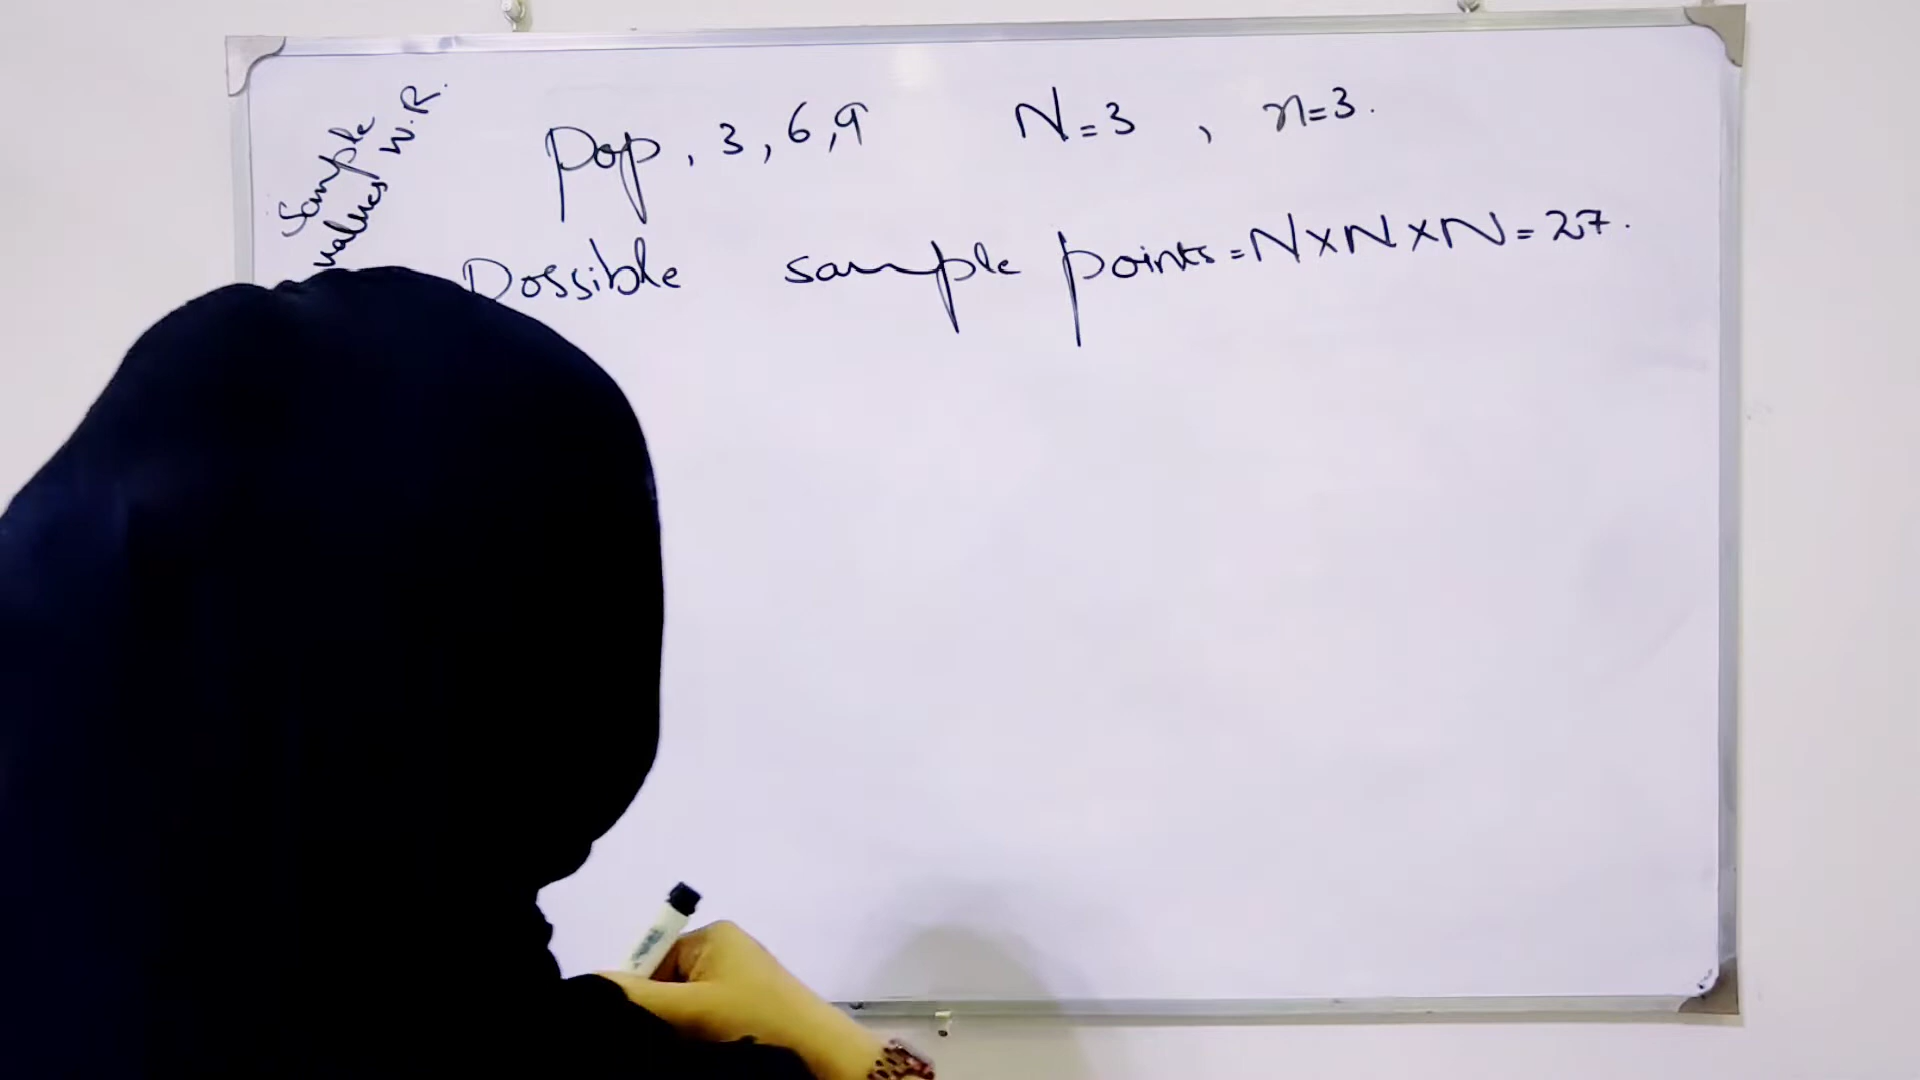 Sample
values W.R.
Pop, 3, 6, 9 N=3 , n=3.
Possible sample points = N×N×N = 27.